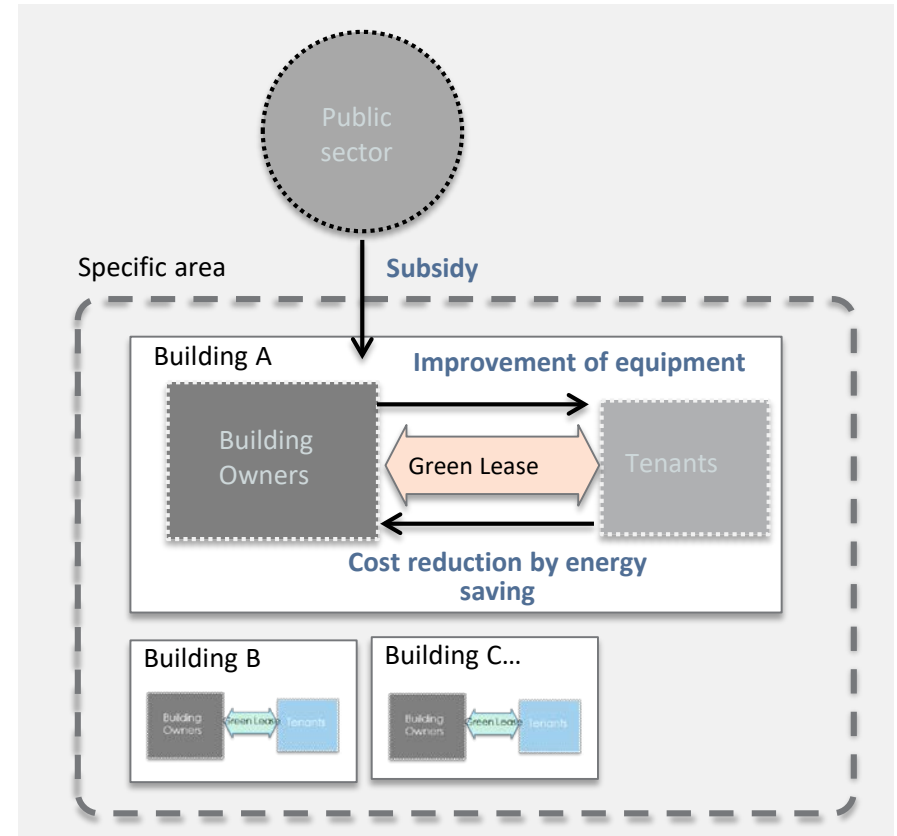 Public
sector
Specific area
Subsidy
Building A
Improvement of equipment
Building
Owners
Green Lease
Tenants
Cost reduction by energy
saving
Building B
Building
Owners
Green Lease
Tenants
Building C...
Building
Owners
Green Lease
Tenants